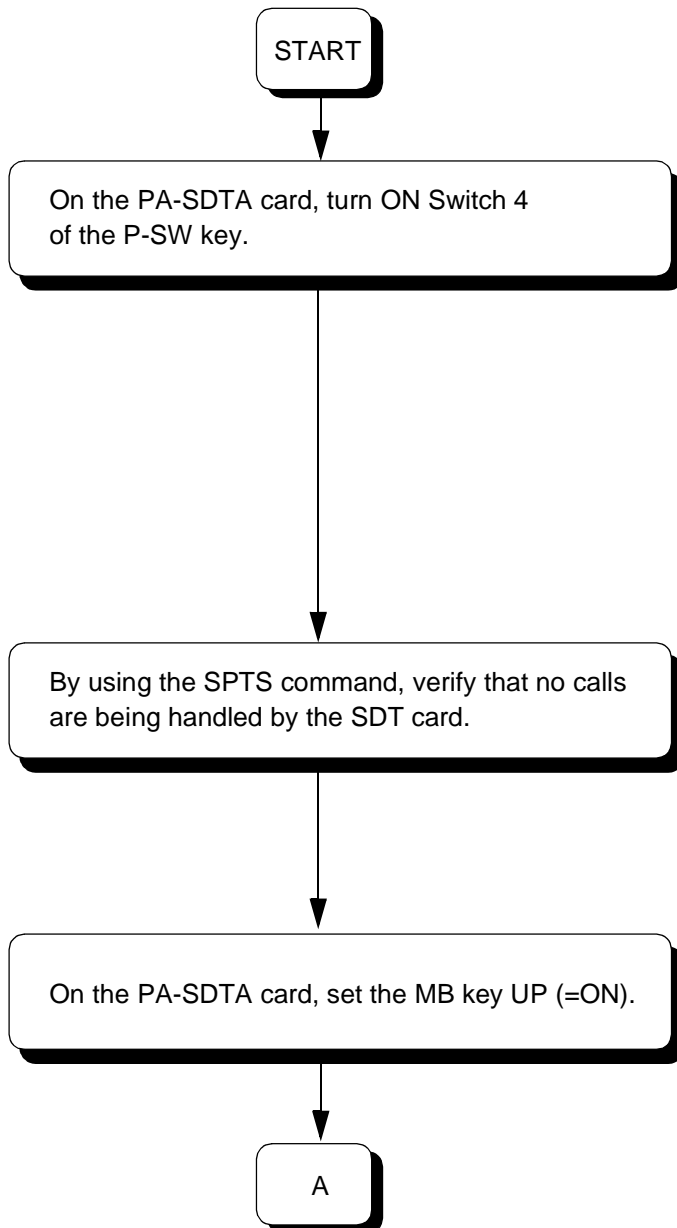 START
On the PA-SDTA card, turn ON Switch 4
of the P-SW key.
By using the SPTS command, verify that no calls
are being handled by the SDT card.
On the PA-SDTA card, set the MB key UP (=ON).
A